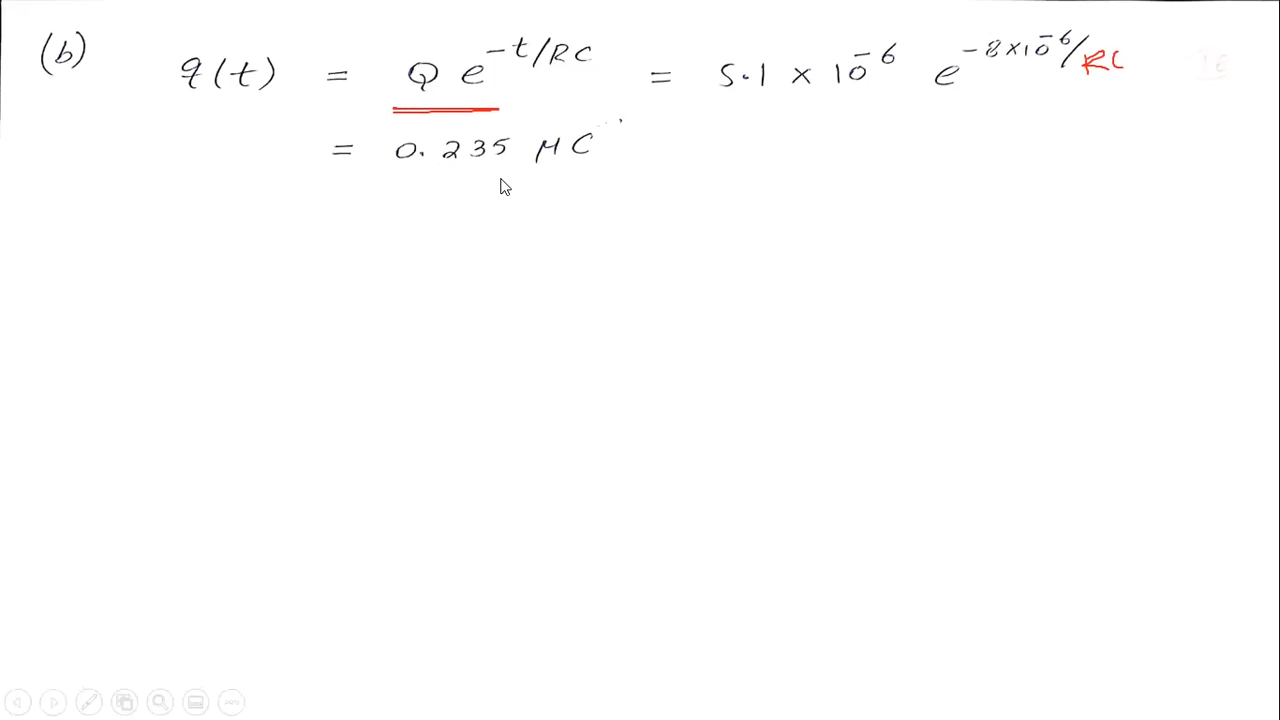 (b) q(t) = Q e^{-t/RC} = 5.1 × 10^{-6} e^{-8×10^{-6}/RC}
= 0.235 μC